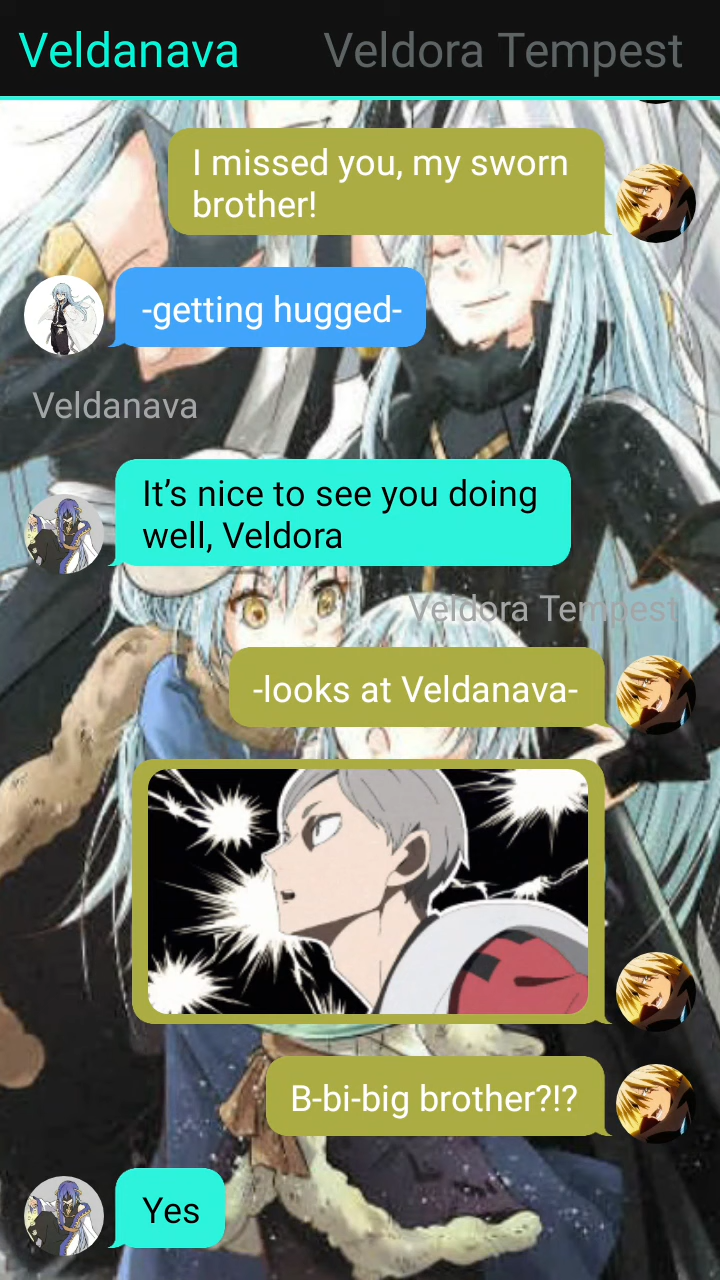 Veldanava
Veldora Tempest
I missed you, my sworn
brother!
-getting hugged-
Veldanava
It's nice to see you doing
well, Veldora
Veldora Tempest
-looks at Veldanava-
B-bi-big brother?!?
Yes